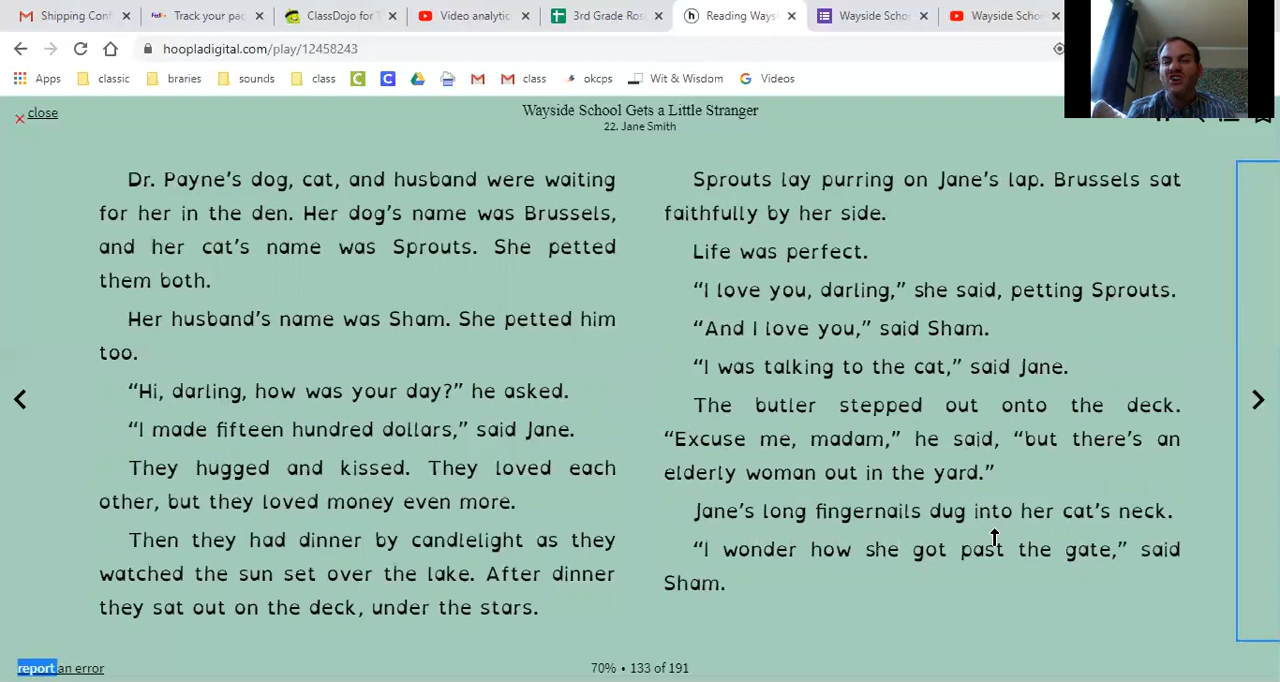 Shipping Conf
Track your pac
ClassDojo for T
Video analytic
3rd Grade Ros
Reading Waysi
Wayside Scho
Wayside Scho
hoopladigital.com/play/12458243
Apps
classic
braries
sounds
class
class
okcps
Wit & Wisdom
Videos
close
Wayside School Gets a Little Stranger
22. Jane Smith
Dr. Payne's dog, cat, and husband were waiting
for her in the den. Her dog's name was Brussels,
and her cat's name was Sprouts. She petted
them both.
Her husband's name was Sham. She petted him
too.
“Hi, darling, how was your day?” he asked.
“I made fifteen hundred dollars,” said Jane.
They hugged and kissed. They loved each
other, but they loved money even more.
Then they had dinner by candlelight as they
watched the sun set over the lake. After dinner
they sat out on the deck, under the stars.
Sprouts lay purring on Jane's lap. Brussels sat
faithfully by her side.
Life was perfect.
“I love you, darling,” she said, petting Sprouts.
“And I love you,” said Sham.
“I was talking to the cat,” said Jane.
The butler stepped out onto the deck.
“Excuse me, madam,” he said, “but there's an
elderly woman out in the yard.”
Jane's long fingernails dug into her cat's neck.
“I wonder how she got past the gate,” said
Sham.
report an error
70% • 133 of 191